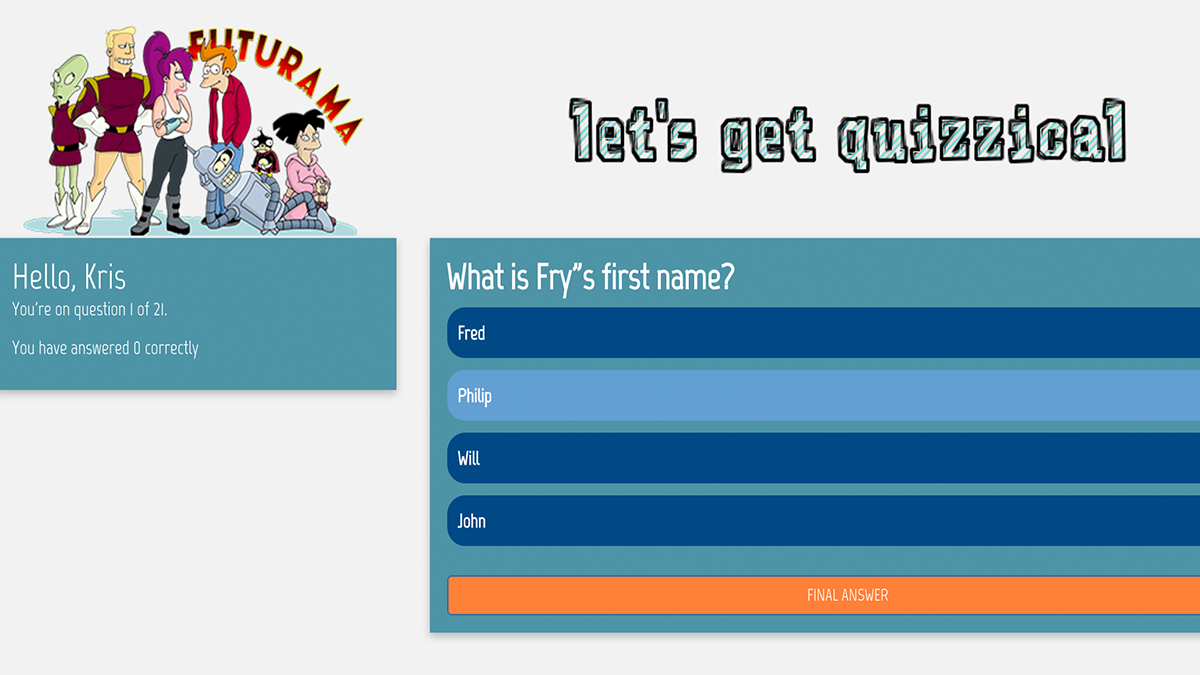 FUTURAMA
let's get quizzical
Hello, Kris
You're on question 1 of 21.
You have answered 0 correctly
What is Fry"s first name?
Fred
Philip
Will
John
FINAL ANSWER